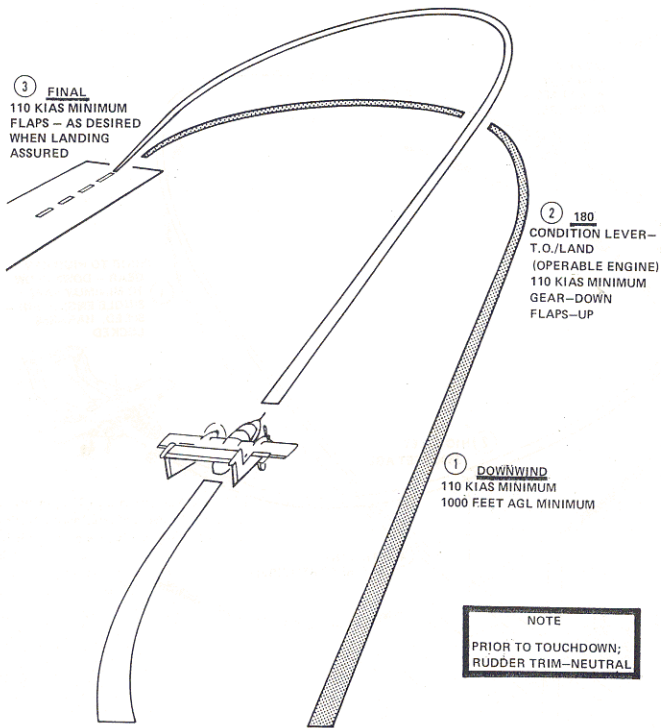 3 FINAL
110 KIAS MINIMUM
FLAPS – AS DESIRED
WHEN LANDING
ASSURED
2 180
CONDITION LEVER–
T.O./LAND
(OPERABLE ENGINE)
110 KIAS MINIMUM
GEAR–DOWN
FLAPS–UP
1 DOWNWIND
110 KIAS MINIMUM
1000 FEET AGL MINIMUM
NOTE
PRIOR TO TOUCHDOWN;
RUDDER TRIM–NEUTRAL